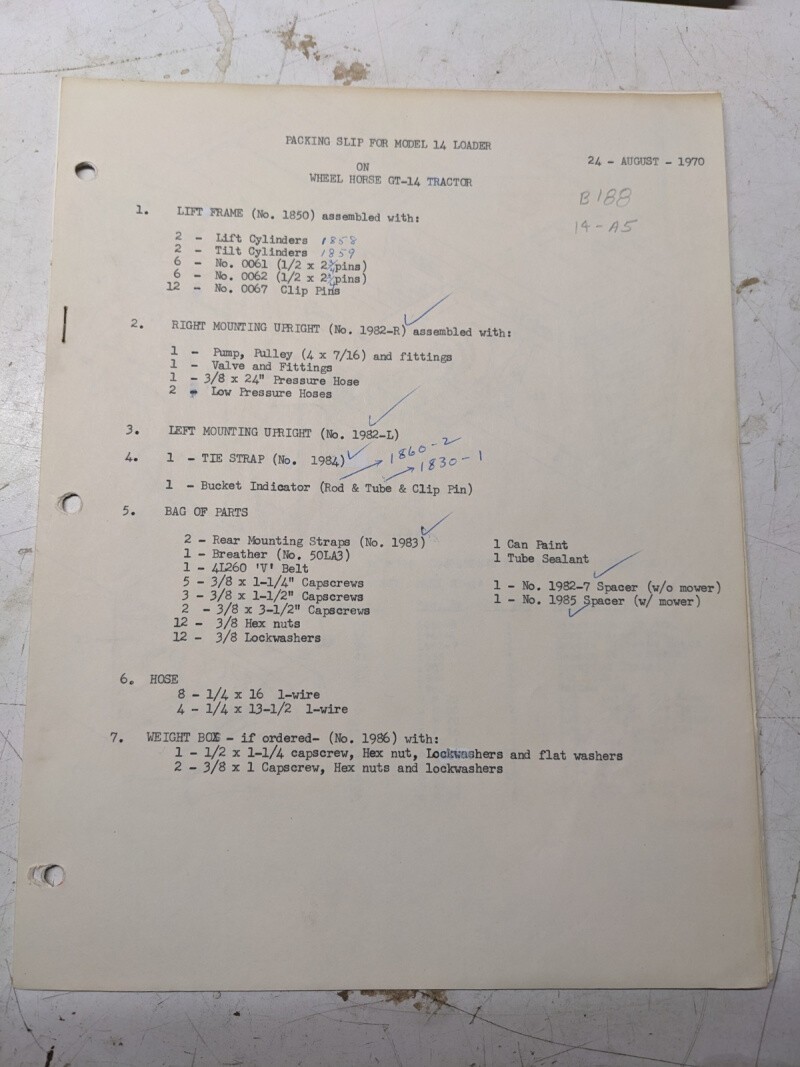 PACKING SLIP FOR MODEL 14 LOADER
24 - AUGUST - 1970
ON
WHEEL HORSE GT-14 TRACTOR
B188
14-A5
1. LIFT FRAME (No. 1850) assembled with:
2 - Lift Cylinders 1858
2 - Tilt Cylinders 1859
6 - No. 0061 (1/2 x 2¾pins)
6 - No. 0062 (1/2 x 2¼pins)
12 - No. 0067 Clip Pins
2. RIGHT MOUNTING UPRIGHT (No. 1982-R) assembled with:
1 - Pump, Pulley (4 x 7/16) and fittings
1 - Valve and Fittings
1 - 3/8 x 24" Pressure Hose
2 - Low Pressure Hoses
3. LEFT MOUNTING UPRIGHT (No. 1982-L)
4. 1 - TIE STRAP (No. 1984) 1860-2
1830-1
1 - Bucket Indicator (Rod & Tube & Clip Pin)
5. BAG OF PARTS
2 - Rear Mounting Straps (No. 1983)
1 - Breather (No. 50LA3)
1 - 4L260 'V' Belt
5 - 3/8 x 1-1/4" Capscrews
3 - 3/8 x 1-1/2" Capscrews
2 - 3/8 x 3-1/2" Capscrews
12 - 3/8 Hex nuts
12 - 3/8 Lockwashers
1 Can Paint
1 Tube Sealant
1 - No. 1982-7 Spacer (w/o mower)
1 - No. 1985 Spacer (w/ mower)
6. HOSE
8 - 1/4 x 16 1-wire
4 - 1/4 x 13-1/2 1-wire
7. WEIGHT BOX - if ordered- (No. 1986) with:
1 - 1/2 x 1-1/4 capscrew, Hex nut, Lockwashers and flat washers
2 - 3/8 x 1 Capscrew, Hex nuts and lockwashers